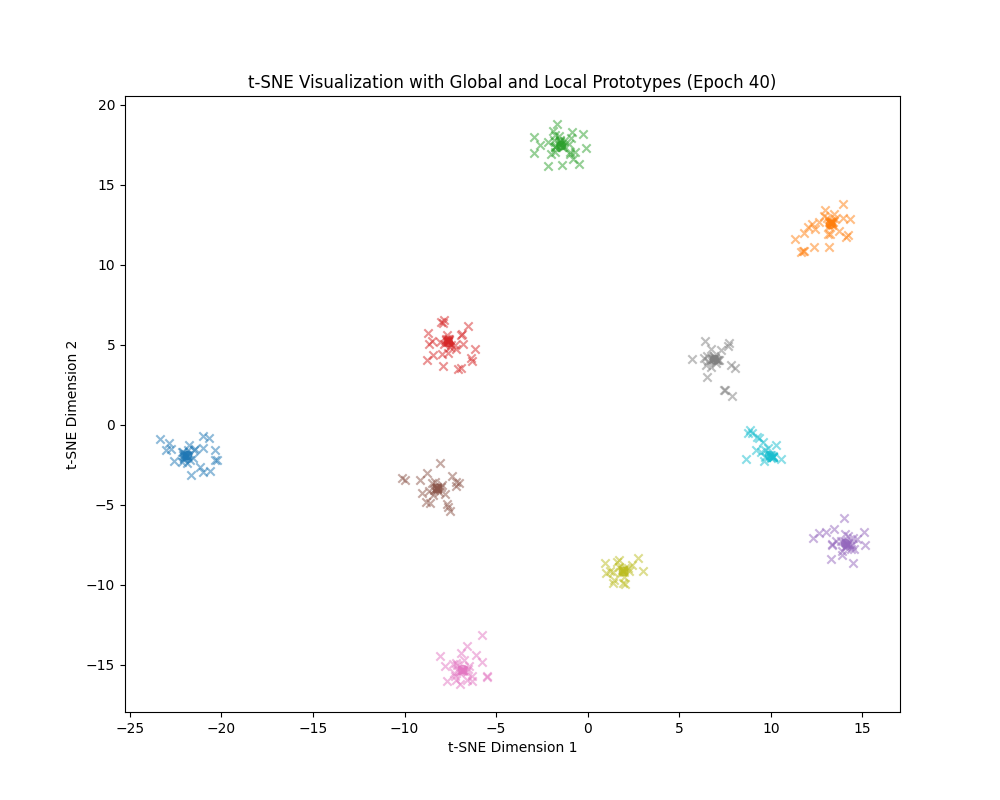 t-SNE Visualization with Global and Local Prototypes (Epoch 40)
20
15
10
5
0
−5
−10
−15
t-SNE Dimension 2
−25 −20 −15 −10 −5 0 5 10 15
t-SNE Dimension 1